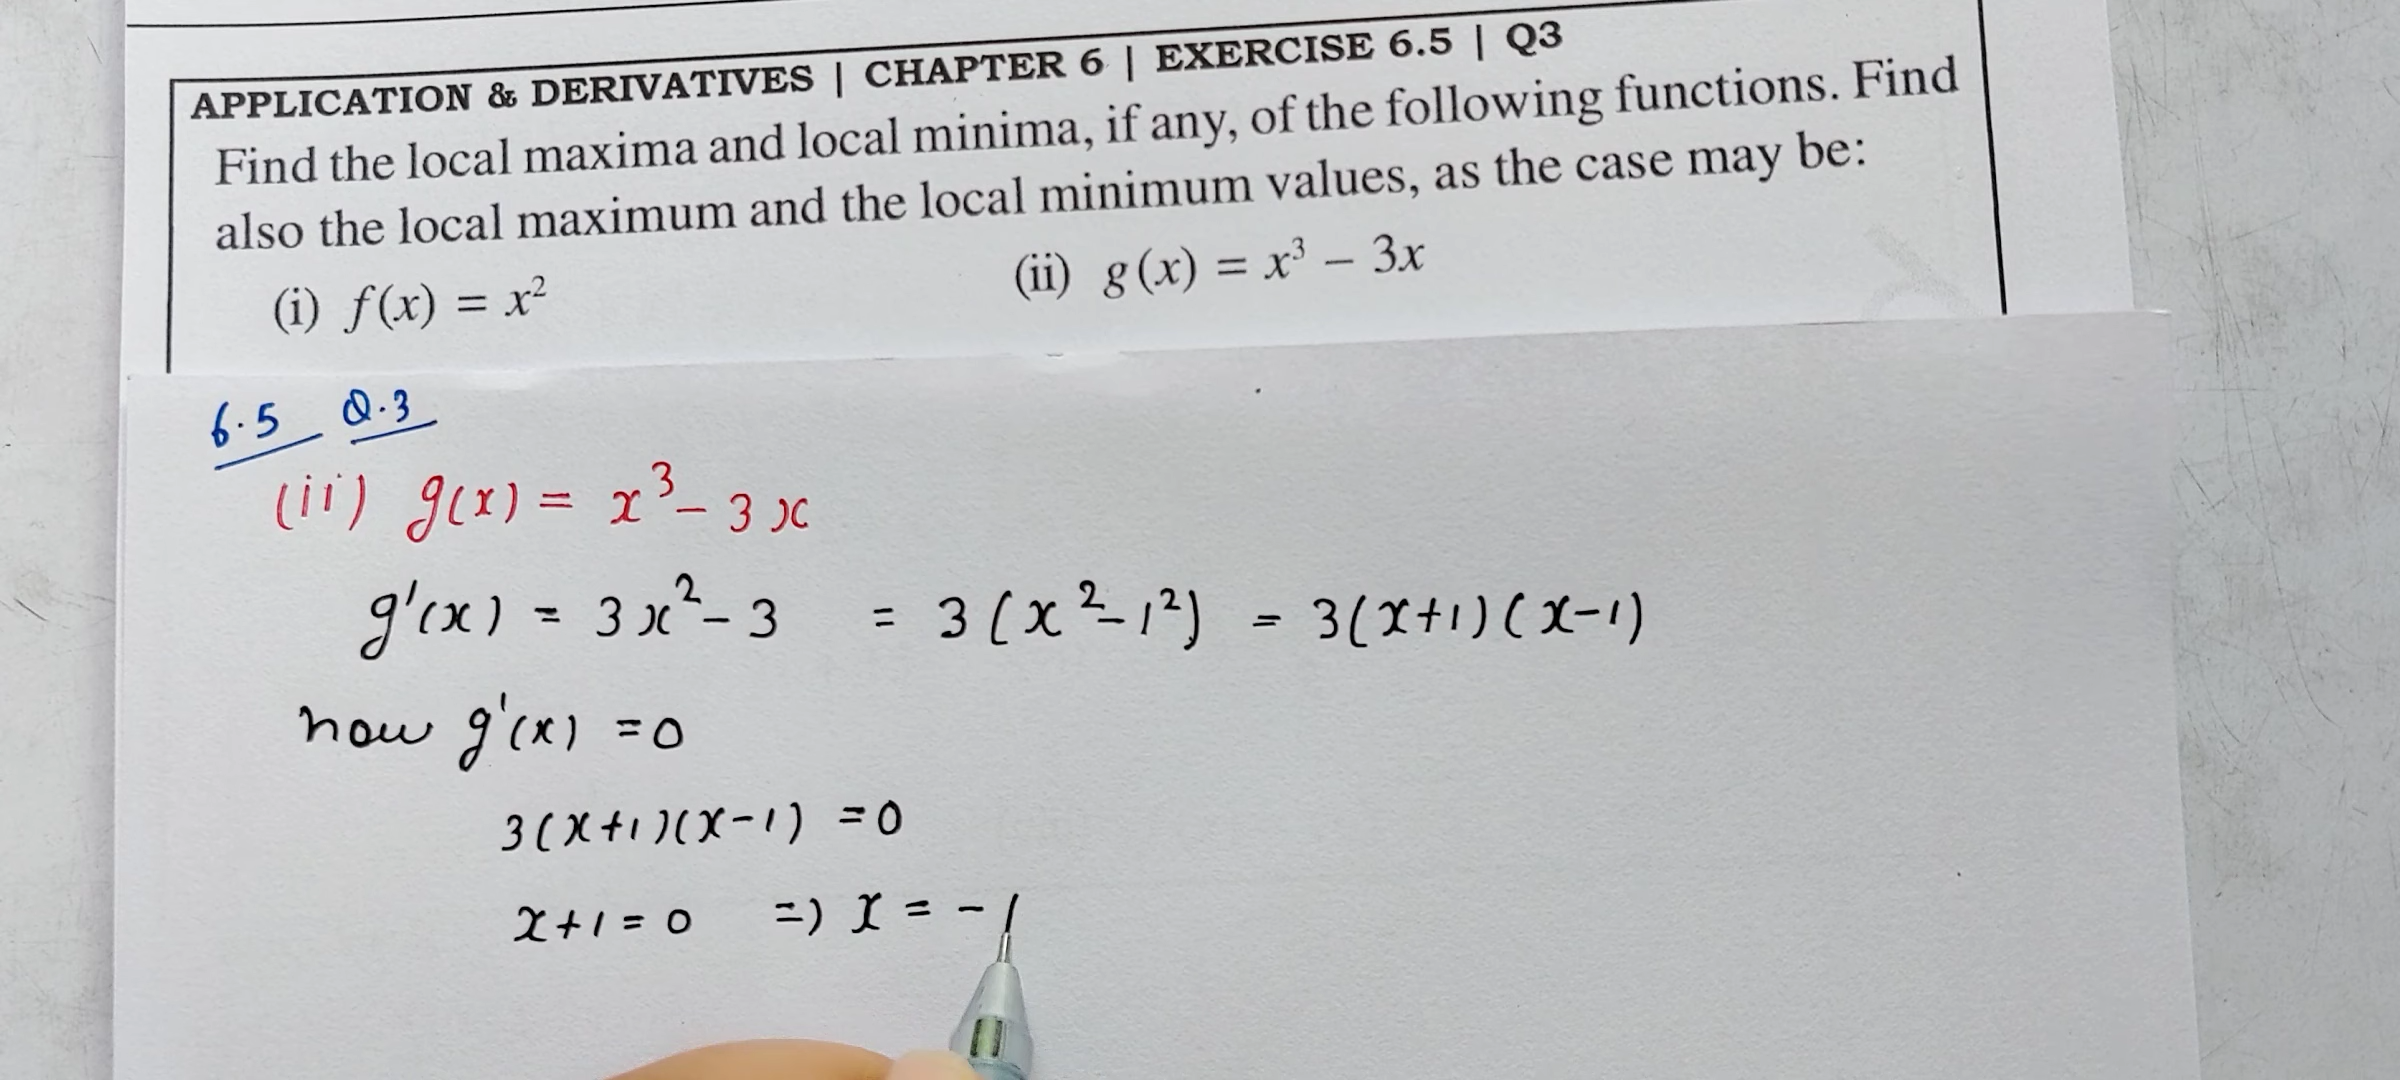 APPLICATION & DERIVATIVES | CHAPTER 6 | EXERCISE 6.5 | Q3
Find the local maxima and local minima, if any, of the following functions. Find
also the local maximum and the local minimum values, as the case may be:
(i) f(x) = x² (ii) g(x) = x³ – 3x
6.5 Q.3
(ii) g(x) = x³ - 3x
g'(x) = 3x² - 3 = 3(x² - 1²) = 3(x+1)(x-1)
now g'(x) = 0
3(x+1)(x-1) = 0
x+1 = 0 => x = -1